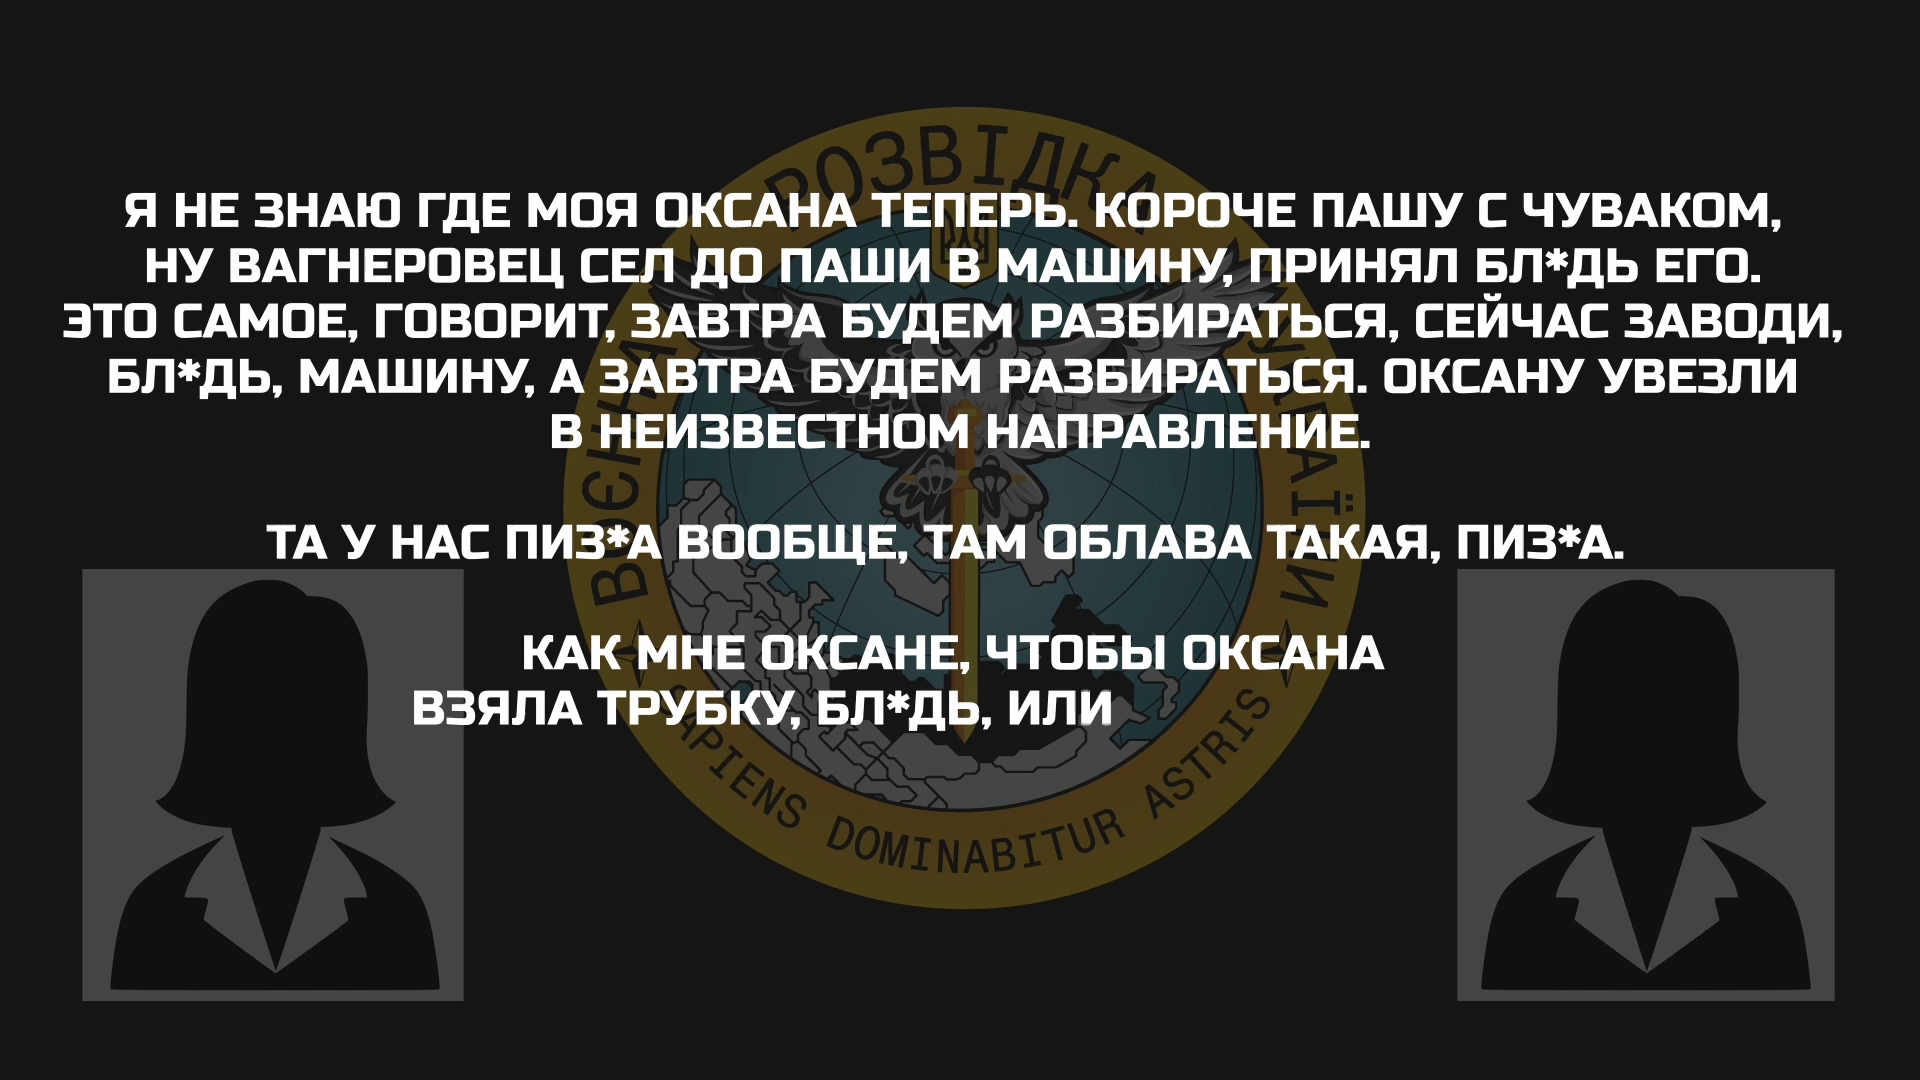 Я НЕ ЗНАЮ ГДЕ МОЯ ОКСАНА ТЕПЕРЬ. КОРОЧЕ ПАШУ С ЧУВАКОМ,
НУ ВАГНЕРОВЕЦ СЕЛ ДО ПАШИ В МАШИНУ, ПРИНЯЛ БЛ*ДЬ ЕГО.
ЭТО САМОЕ, ГОВОРИТ, ЗАВТРА БУДЕМ РАЗБИРАТЬСЯ, СЕЙЧАС ЗАВОДИ,
БЛ*ДЬ, МАШИНУ, А ЗАВТРА БУДЕМ РАЗБИРАТЬСЯ. ОКСАНУ УВЕЗЛИ
В НЕИЗВЕСТНОМ НАПРАВЛЕНИЕ.
ТА У НАС ПИЗ*А ВООБЩЕ, ТАМ ОБЛАВА ТАКАЯ, ПИЗ*А.
КАК МНЕ ОКСАНЕ, ЧТОБЫ ОКСАНА
ВЗЯЛА ТРУБКУ, БЛ*ДЬ, ИЛИ
ВОЄННА РОЗВІДКА УКРАЇНИ
SAPIENS DOMINABITUR ASTRIS